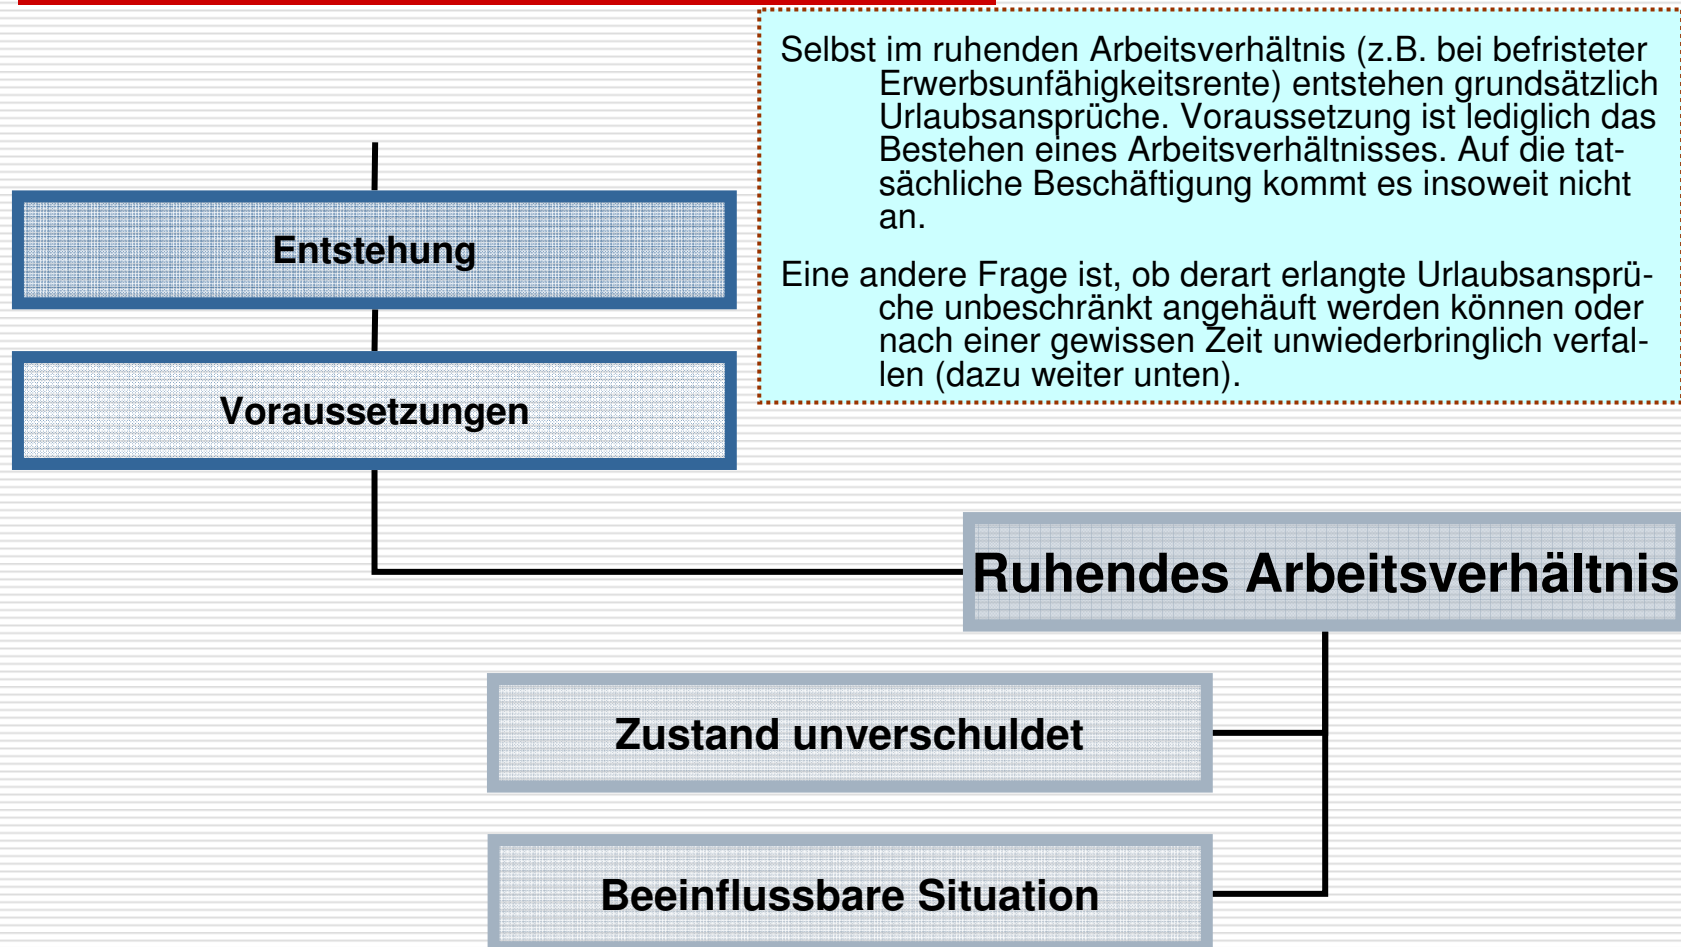 Selbst im ruhenden Arbeitsverhältnis (z.B. bei befristeter
Erwerbsunfähigkeitsrente) entstehen grundsätzlich
Urlaubsansprüche. Voraussetzung ist lediglich das
Bestehen eines Arbeitsverhältnisses. Auf die tat-
sächliche Beschäftigung kommt es insoweit nicht
an.
Eine andere Frage ist, ob derart erlangte Urlaubsansprü-
che unbeschränkt angehäuft werden können oder
nach einer gewissen Zeit unwiederbringlich verfal-
len (dazu weiter unten).
Entstehung
Voraussetzungen
Ruhendes Arbeitsverhältnis
Zustand unverschuldet
Beeinflussbare Situation